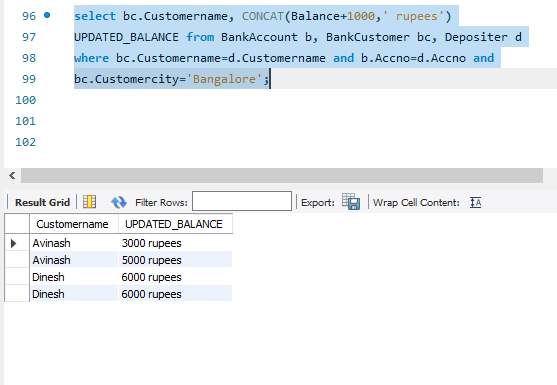 96 select bc.Customername, CONCAT(Balance+1000,' rupees')
97 UPDATED_BALANCE from BankAccount b, BankCustomer bc, Depositer d
98 where bc.Customername=d.Customername and b.Accno=d.Accno and
99 bc.Customercity='Bangalore';
100
101
102
Result Grid Filter Rows: Export: Wrap Cell Content: IA
Customername UPDATED_BALANCE
Avinash 3000 rupees
Avinash 5000 rupees
Dinesh 6000 rupees
Dinesh 6000 rupees